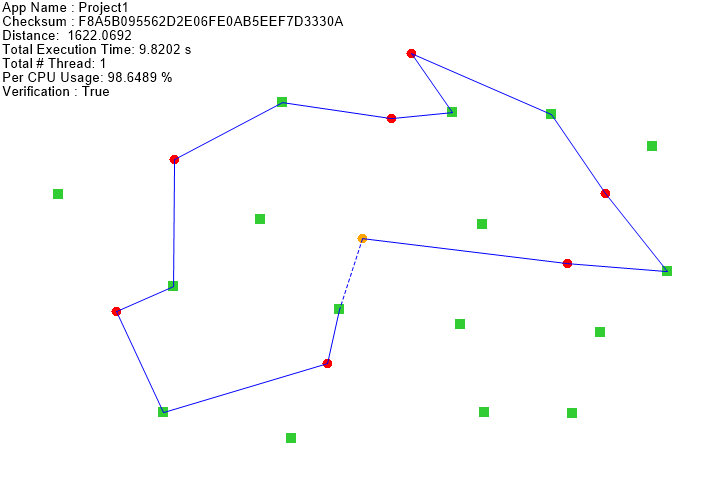 App Name : Project1
Checksum : F8A5B095562D2E06FE0AB5EEF7D3330A
Distance:  1622.0692
Total Execution Time: 9.8202 s
Total # Thread: 1
Per CPU Usage: 98.6489 %
Verification : True